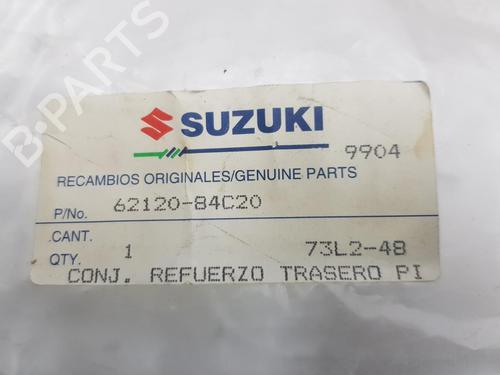 B-PARTS
SUZUKI
9904
RECAMBIOS ORIGINALES/GENUINE PARTS
P/No. 62120-84C20
CANT.
QTY. 1 73L2-48
CONJ. REFUERZO TRASERO PI